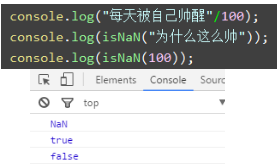 console.log("每天被自己帅醒"/100);
console.log(isNaN("为什么这么帅"));
console.log(isNaN(100));
Elements Console Sourc
top
NaN
true
false